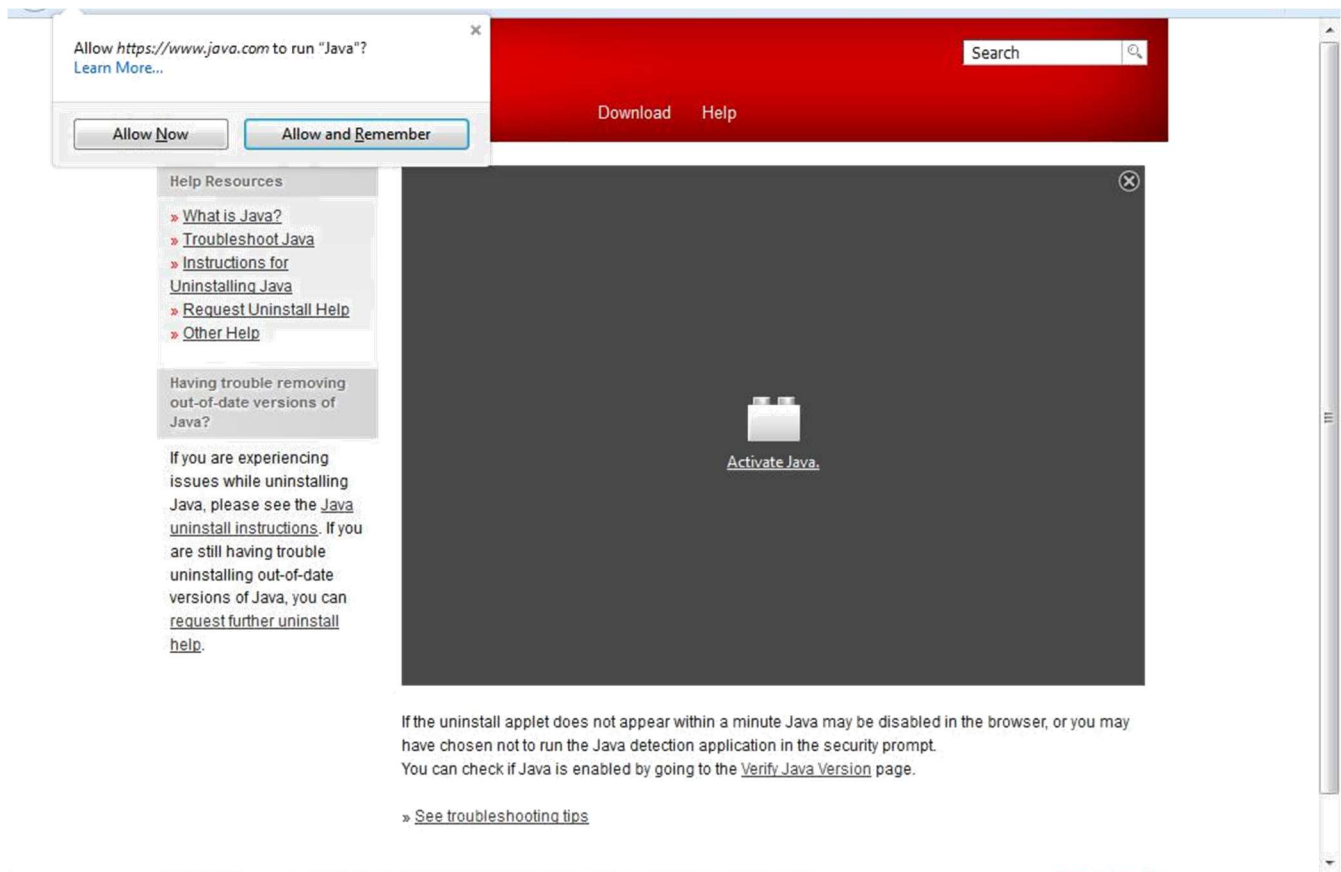 Allow https://www.java.com to run "Java"?
Learn More...
Allow Now
Allow and Remember
Search
Download
Help
Help Resources
» What is Java?
» Troubleshoot Java
» Instructions for
Uninstalling Java
» Request Uninstall Help
» Other Help
Having trouble removing
out-of-date versions of
Java?
If you are experiencing
issues while uninstalling
Java, please see the Java
uninstall instructions. If you
are still having trouble
uninstalling out-of-date
versions of Java, you can
request further uninstall
help.
Activate Java.
If the uninstall applet does not appear within a minute Java may be disabled in the browser, or you may
have chosen not to run the Java detection application in the security prompt.
You can check if Java is enabled by going to the Verify Java Version page.
» See troubleshooting tips